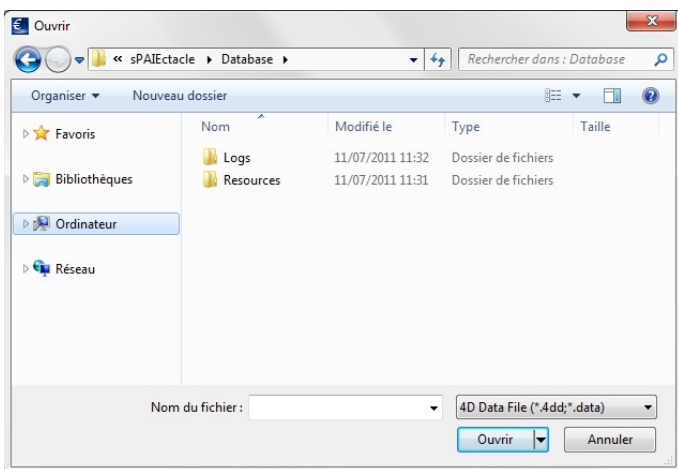 Ouvrir
« sPAIEctacle Database Rechercher dans : Database
Organiser Nouveau dossier
Nom Modifié le Type Taille
Favoris
Logs 11/07/2011 11:32 Dossier de fichiers
Bibliothèques
Resources 11/07/2011 11:31 Dossier de fichiers
Ordinateur
Réseau
Nom du fichier : 4D Data File (*.4dd;*.data)
Ouvrir Annuler